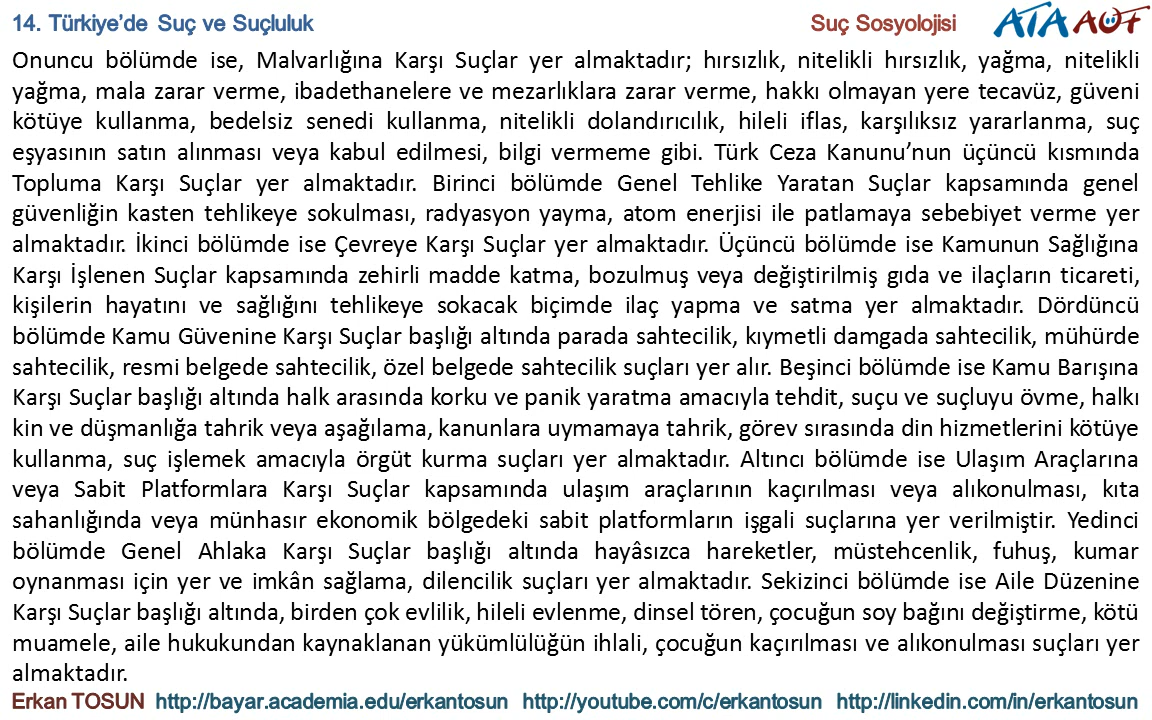 14. Türkiye’de Suç ve Suçluluk Suç Sosyolojisi ATA AÖF
Onuncu bölümde ise, Malvarlığına Karşı Suçlar yer almaktadır; hırsızlık, nitelikli hırsızlık, yağma, nitelikli
yağma, mala zarar verme, ibadethanelere ve mezarlıklara zarar verme, hakkı olmayan yere tecavüz, güveni
kötüye kullanma, bedelsiz senedi kullanma, nitelikli dolandırıcılık, hileli iflas, karşılıksız yararlanma, suç
eşyasının satın alınması veya kabul edilmesi, bilgi vermeme gibi. Türk Ceza Kanunu’nun üçüncü kısmında
Topluma Karşı Suçlar yer almaktadır. Birinci bölümde Genel Tehlike Yaratan Suçlar kapsamında genel
güvenliğin kasten tehlikeye sokulması, radyasyon yayma, atom enerjisi ile patlamaya sebebiyet verme yer
almaktadır. İkinci bölümde ise Çevreye Karşı Suçlar yer almaktadır. Üçüncü bölümde ise Kamunun Sağlığına
Karşı İşlenen Suçlar kapsamında zehirli madde katma, bozulmuş veya değiştirilmiş gıda ve ilaçların ticareti,
kişilerin hayatını ve sağlığını tehlikeye sokacak biçimde ilaç yapma ve satma yer almaktadır. Dördüncü
bölümde Kamu Güvenine Karşı Suçlar başlığı altında parada sahtecilik, kıymetli damgada sahtecilik, mühürde
sahtecilik, resmi belgede sahtecilik, özel belgede sahtecilik suçları yer alır. Beşinci bölümde ise Kamu Barışına
Karşı Suçlar başlığı altında halk arasında korku ve panik yaratma amacıyla tehdit, suçu ve suçluyu övme, halkı
kin ve düşmanlığa tahrik veya aşağılama, kanunlara uymamaya tahrik, görev sırasında din hizmetlerini kötüye
kullanma, suç işlemek amacıyla örgüt kurma suçları yer almaktadır. Altıncı bölümde ise Ulaşım Araçlarına
veya Sabit Platformlara Karşı Suçlar kapsamında ulaşım araçlarının kaçırılması veya alıkonulması, kıta
sahanlığında veya münhasır ekonomik bölgedeki sabit platformların işgali suçlarına yer verilmiştir. Yedinci
bölümde Genel Ahlaka Karşı Suçlar başlığı altında hayâsızca hareketler, müstehcenlik, fuhuş, kumar
oynanması için yer ve imkân sağlama, dilencilik suçları yer almaktadır. Sekizinci bölümde ise Aile Düzenine
Karşı Suçlar başlığı altında, birden çok evlilik, hileli evlenme, dinsel tören, çocuğun soy bağını değiştirme, kötü
muamele, aile hukukundan kaynaklanan yükümlülüğün ihlali, çocuğun kaçırılması ve alıkonulması suçları yer
almaktadır.
Erkan TOSUN http://bayar.academia.edu/erkantosun http://youtube.com/c/erkantosun http://linkedin.com/in/erkantosun